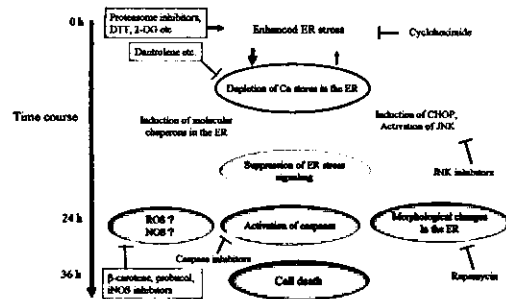 0 h
Proteasome inhibitors,
DTT, 2-DG etc
Enhanced ER stress
Cycloheximide
Dantrolene etc.
Depletion of Ca stores in the ER
Time course
Induction of molecular
chaperons in the ER
Induction of CHOP,
Activation of JNK
Suppression of ER stress
signaling
JNK inhibitors
24 h
ROS ?
NOS ?
Activation of caspases
Morphological changes
in the ER
Caspase inhibitors
36 h
β-carotene, probucol,
iNOS inhibitors
Cell death
Rapamycin